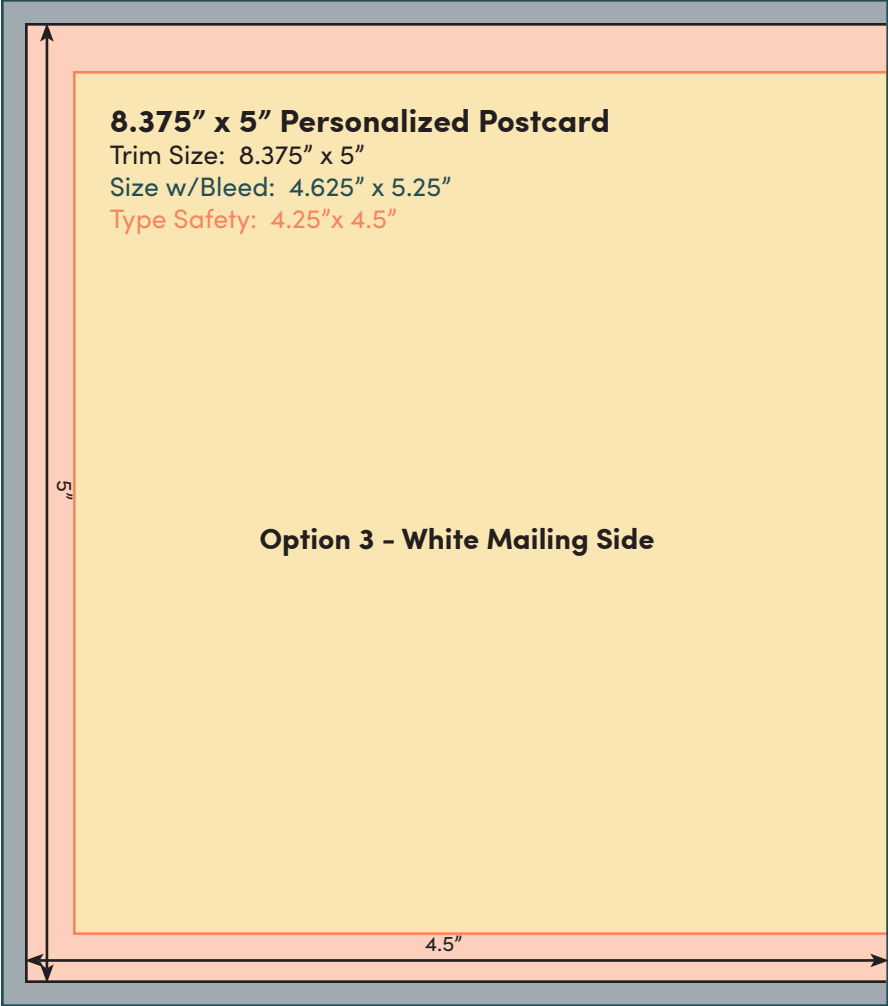 8.375” x 5” Personalized Postcard
Trim Size:  8.375” x 5”
Size w/Bleed:  4.625” x 5.25”
Type Safety:  4.25”x 4.5”
5”
Option 3 - White Mailing Side
4.5”